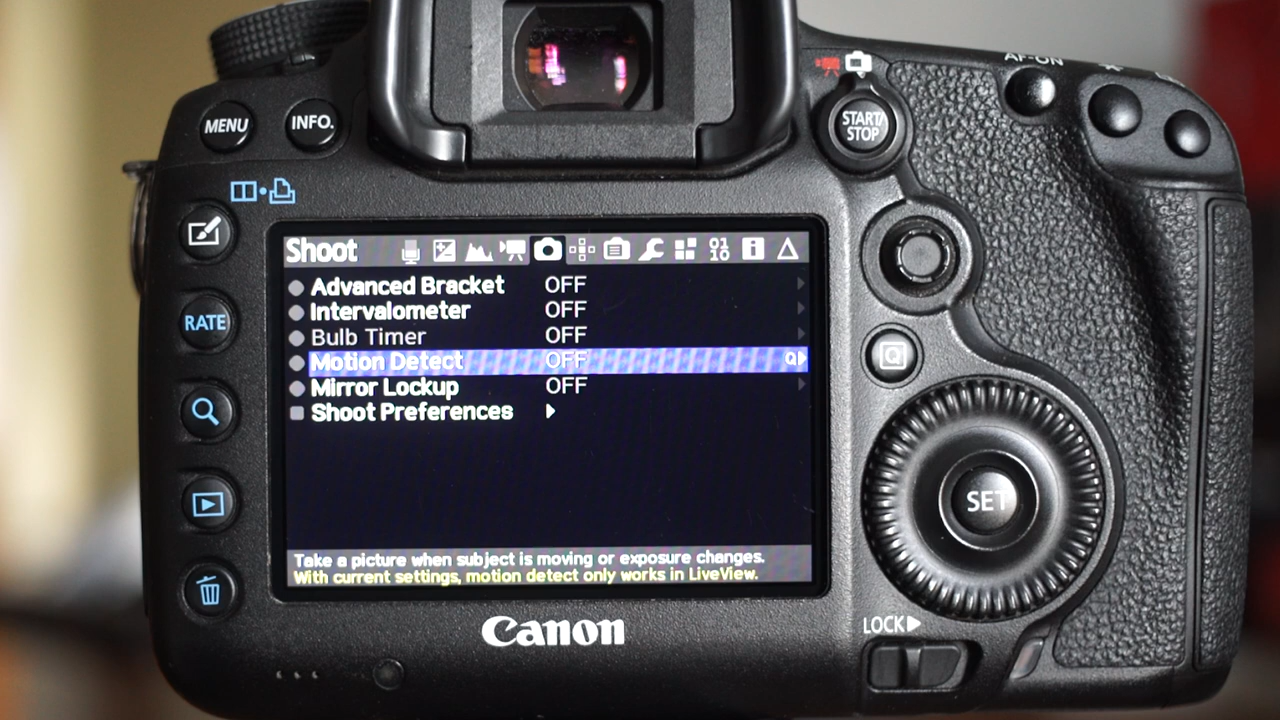 AF-ON
MENU
INFO.
START/
STOP
Shoot
01
10
Advanced Bracket OFF
Intervalometer OFF
Bulb Timer OFF
Motion Detect OFF Q
Mirror Lockup OFF
Shoot Preferences
RATE
Q
SET
Take a picture when subject is moving or exposure changes.
With current settings, motion detect only works in LiveView.
LOCK
Canon